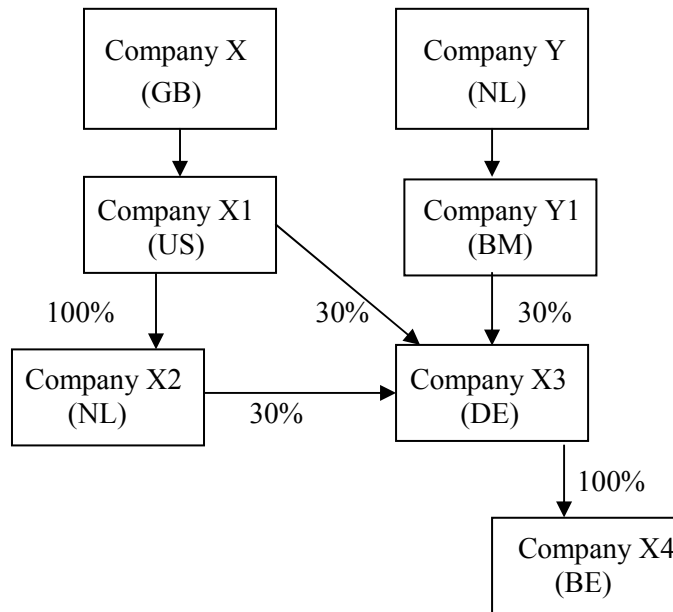 Company X
(GB)
Company Y
(NL)
Company X1
(US)
Company Y1
(BM)
100%
30%
30%
Company X2
(NL)
30%
Company X3
(DE)
100%
Company X4
(BE)